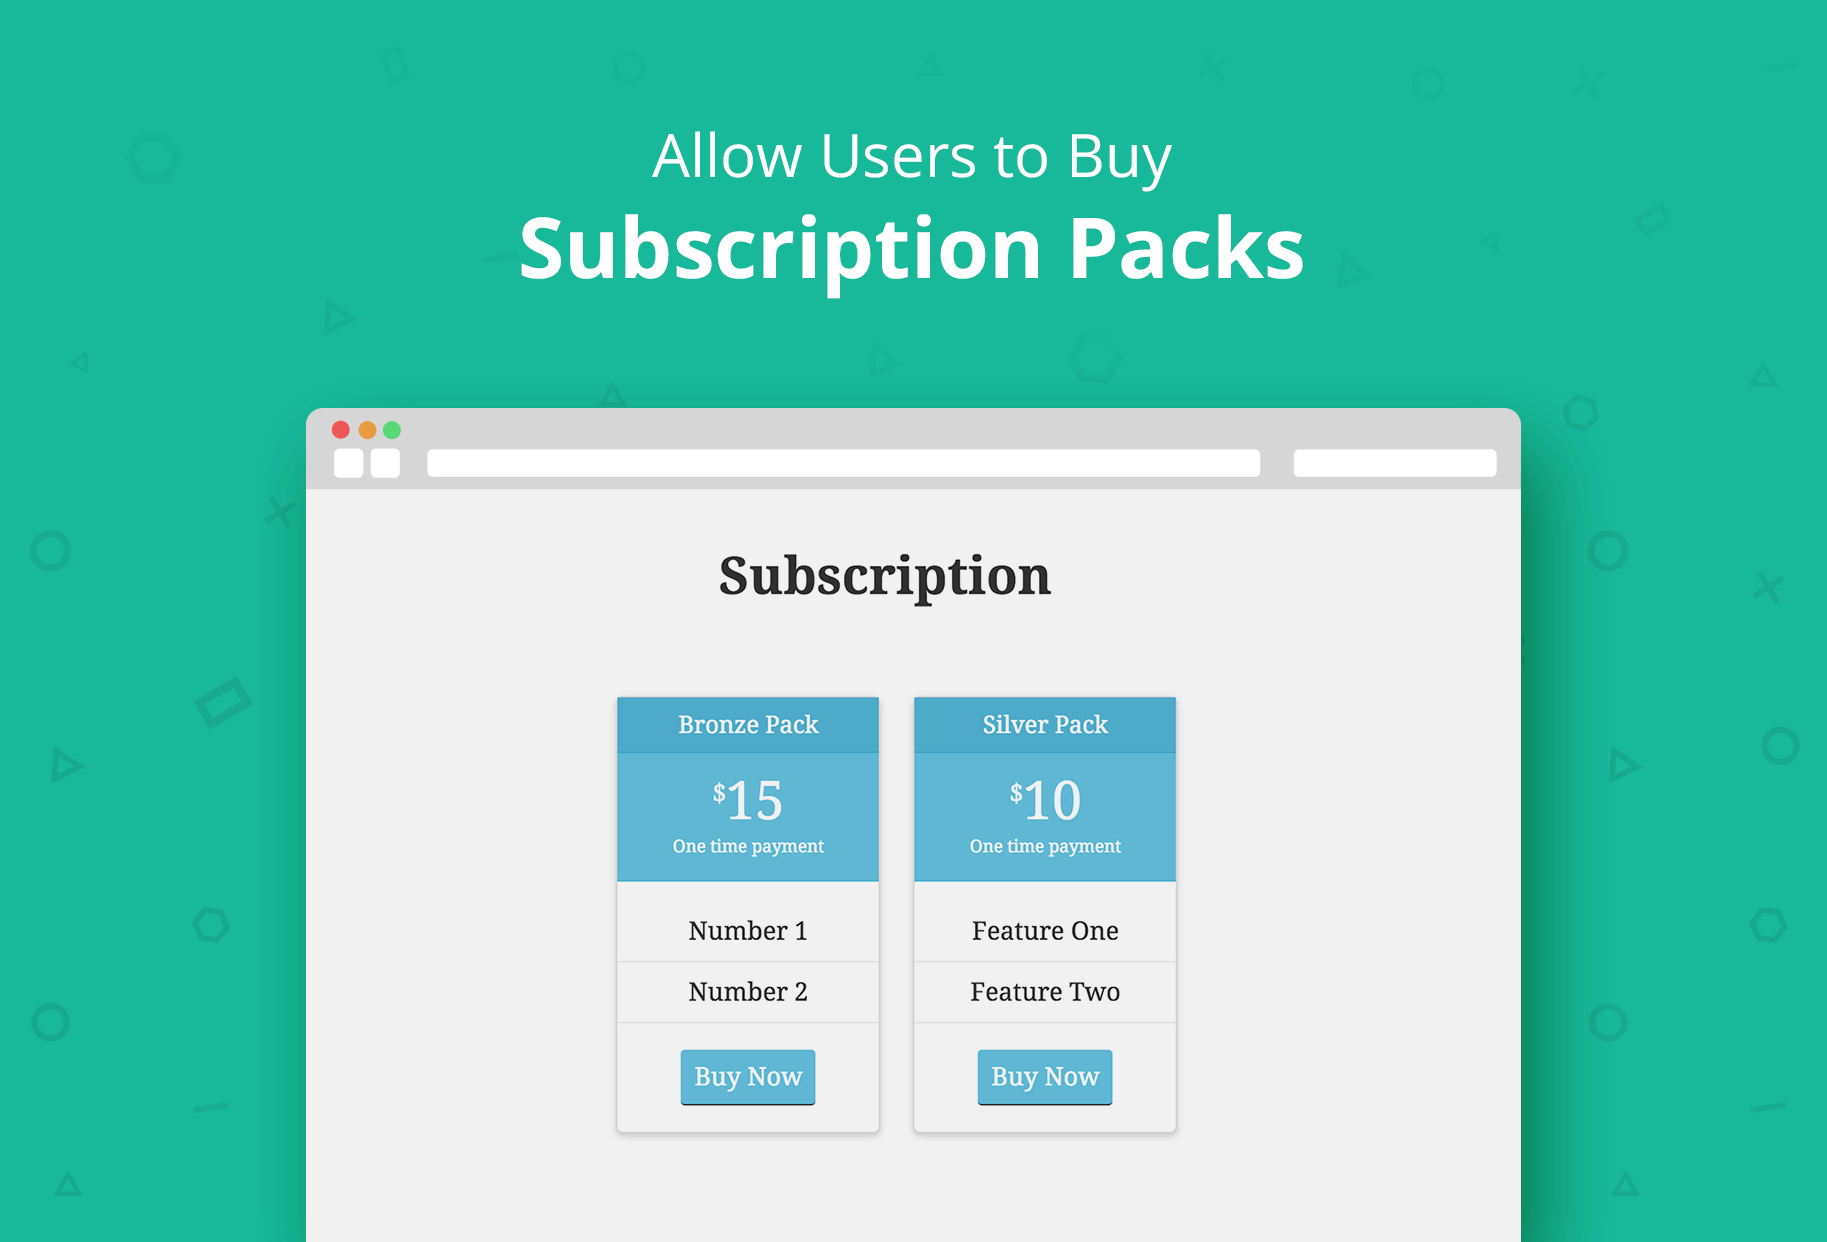 Allow Users to Buy
Subscription Packs
Subscription
Bronze Pack
$15
One time payment
Number 1
Number 2
Buy Now
Silver Pack
$10
One time payment
Feature One
Feature Two
Buy Now